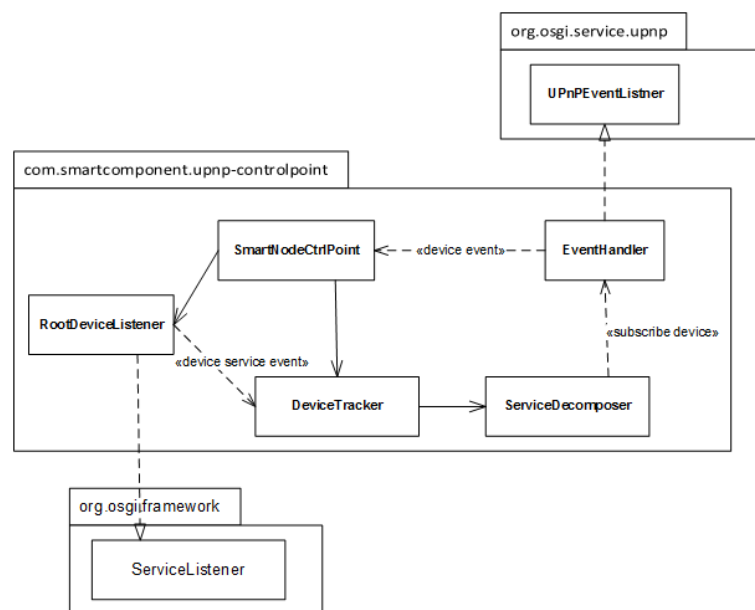 org.osgi.service.upnp
UPnPEventListner
com.smartcomponent.upnp-controlpoint
SmartNodeCtrlPoint
«device event»
EventHandler
RootDeviceListener
«subscribe device»
«device service event»
DeviceTracker
ServiceDecomposer
org.osgi.framework
ServiceListener